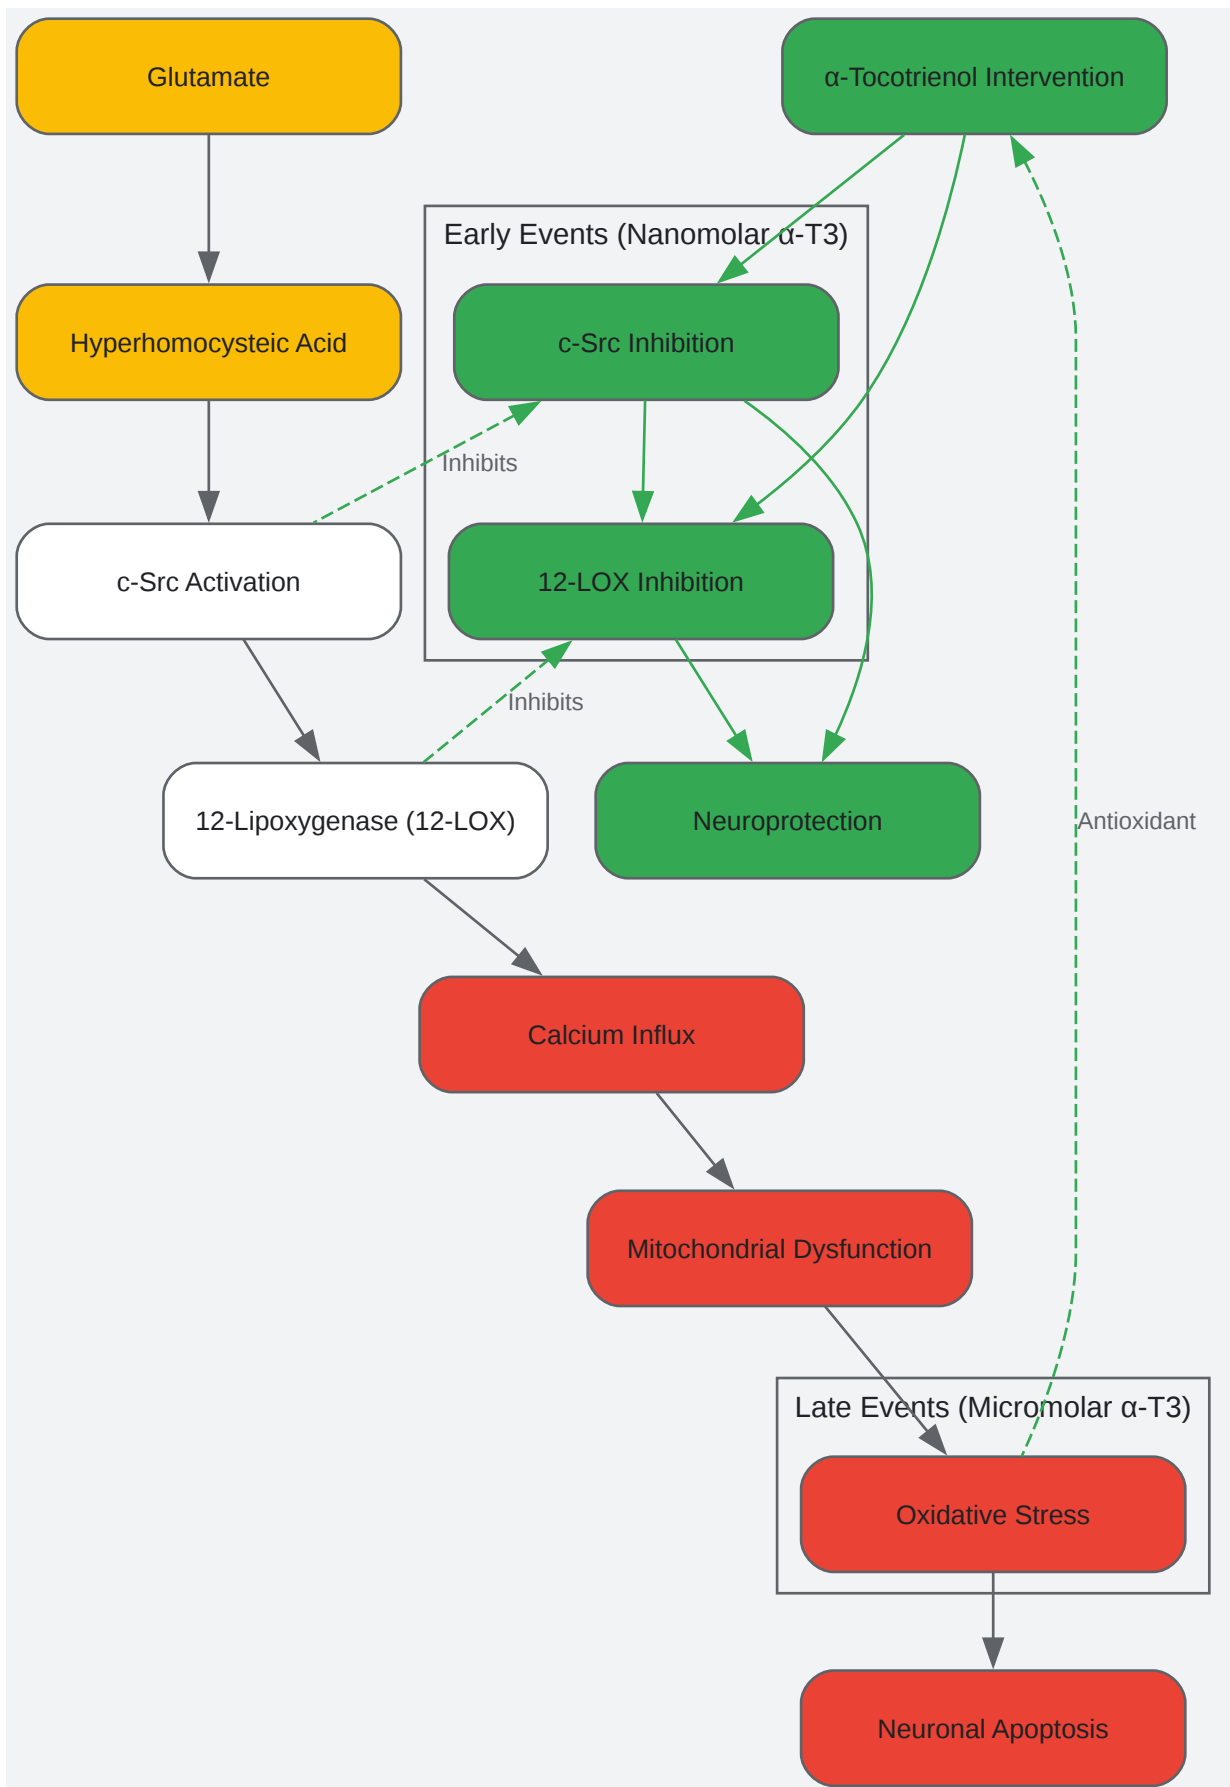 Glutamate
α-Tocotrienol Intervention
Early Events (Nanomolar α-T3)
Hyperhomocysteic Acid
c-Src Inhibition
Inhibits
c-Src Activation
12-LOX Inhibition
Inhibits
12-Lipoxygenase (12-LOX)
Neuroprotection
Antioxidant
Calcium Influx
Mitochondrial Dysfunction
Late Events (Micromolar α-T3)
Oxidative Stress
Neuronal Apoptosis